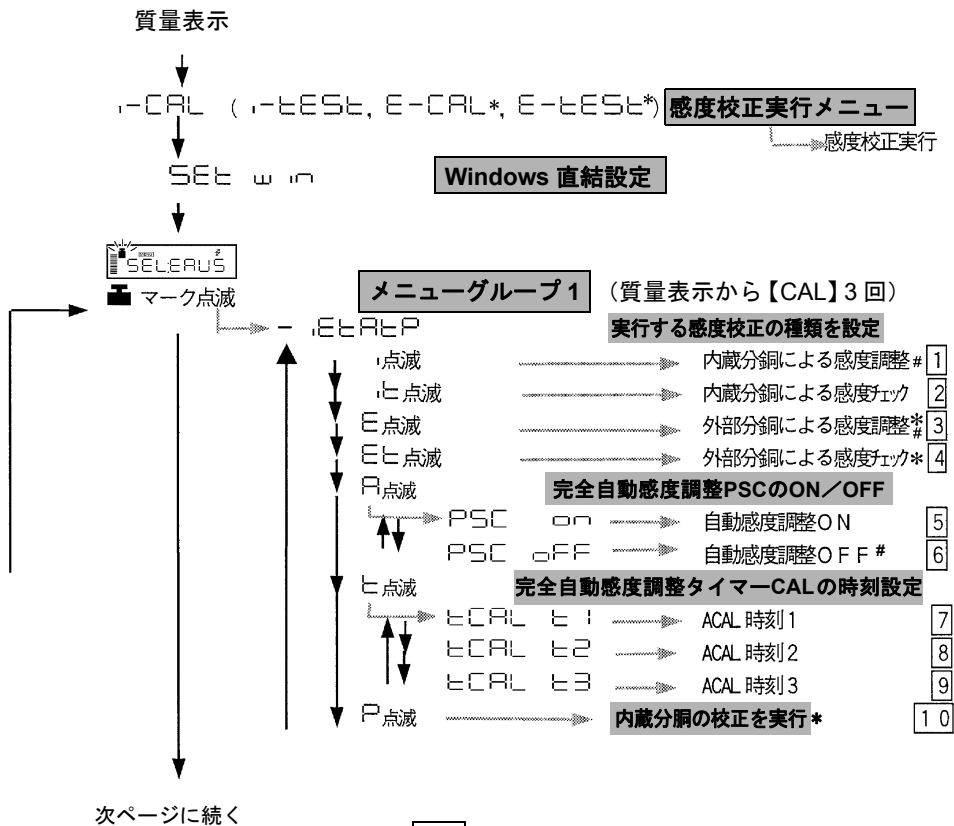 質量表示
i-CAL ( i-tESt, E-CAL*, E-tESt*) 感度校正実行メニュー
感度校正実行
SEt win Windows 直結設定
SEL:EAUS
マーク点滅
メニューグループ 1 (質量表示から【CAL】3 回)
- iEtAtP 実行する感度校正の種類を設定
i点滅 内蔵分銅による感度調整# 1
it 点滅 内蔵分銅による感度チェック 2
E 点滅 外部分銅による感度調整*# 3
Et 点滅 外部分銅による感度チェック* 4
A 点滅 完全自動感度調整PSCのON/OFF
PSC on 自動感度調整ON 5
PSC oFF 自動感度調整OFF# 6
t 点滅 完全自動感度調整タイマーCALの時刻設定
tCAL t1 ACAL 時刻1 7
tCAL t2 ACAL 時刻2 8
tCAL t3 ACAL 時刻3 9
P 点滅 内蔵分胴の校正を実行* 10
次ページに続く